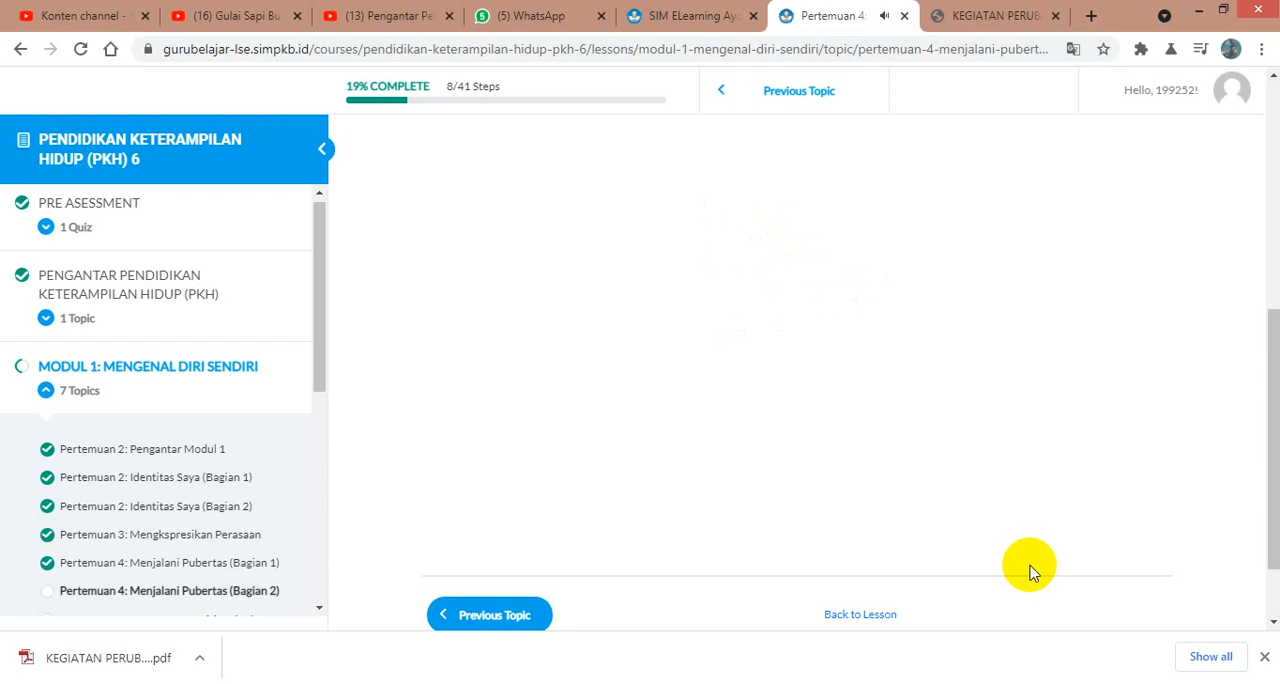 Konten channel -
(16) Gulai Sapi Bu
(13) Pengantar Pe
(5) WhatsApp
SIM ELearning Ay
Pertemuan 4:
KEGIATAN PERUB
gurubelajar-lse.simpkb.id/courses/pendidikan-keterampilan-hidup-pkh-6/lessons/modul-1-mengenal-diri-sendiri/topic/pertemuan-4-menjalani-pubert...
19% COMPLETE 8/41 Steps
Previous Topic
Hello, 199252!
PENDIDIKAN KETERAMPILAN
HIDUP (PKH) 6
PRE ASESSMENT
1 Quiz
PENGANTAR PENDIDIKAN
KETERAMPILAN HIDUP (PKH)
1 Topic
MODUL 1: MENGENAL DIRI SENDIRI
7 Topics
Pertemuan 2: Pengantar Modul 1
Pertemuan 2: Identitas Saya (Bagian 1)
Pertemuan 2: Identitas Saya (Bagian 2)
Pertemuan 3: Mengkspresikan Perasaan
Pertemuan 4: Menjalani Pubertas (Bagian 1)
Pertemuan 4: Menjalani Pubertas (Bagian 2)
Previous Topic
Back to Lesson
KEGIATAN PERUB....pdf
Show all